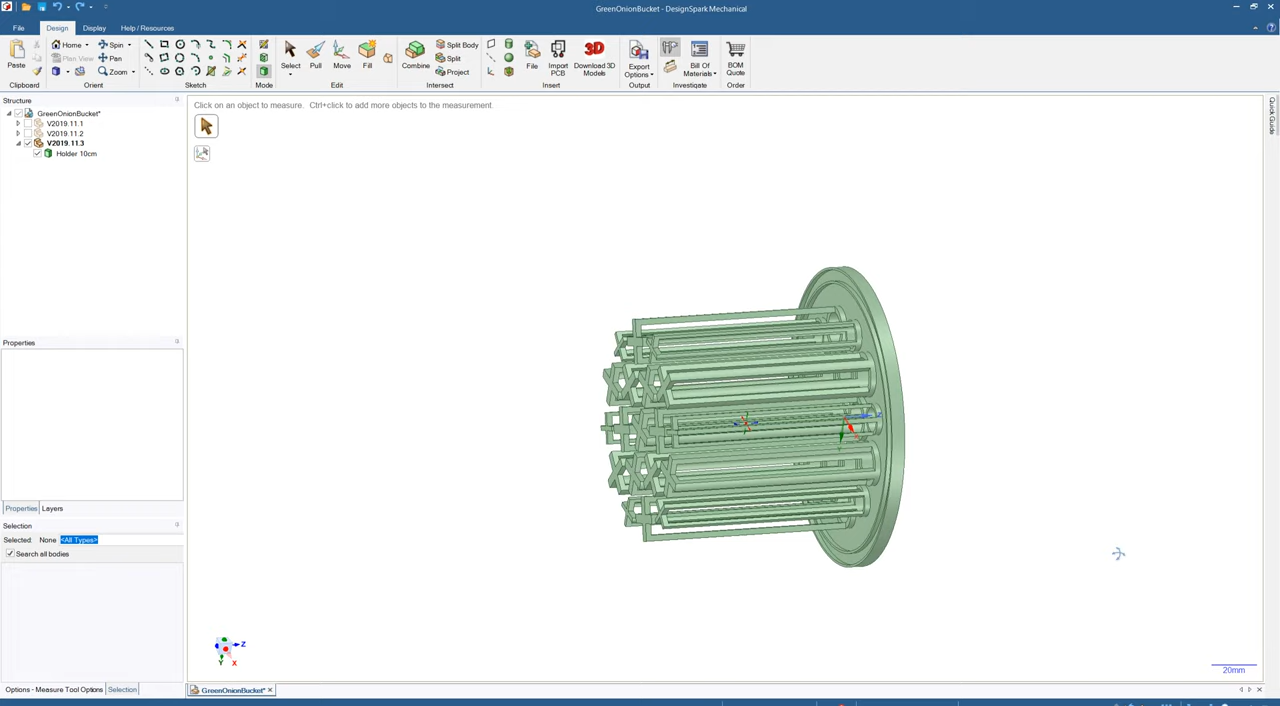 GreenOnionBucket - DesignSpark Mechanical
File Design Display Help / Resources
Paste
Clipboard
Home Spin
Plan View Pan
Zoom
Orient
Sketch
Mode
Select Pull Move Fill
Edit
Combine Split Body
Split
Project
Intersect
File Import PCB Download 3D Models
3D
Insert
Export Options
Output
Bill Of Materials
Investigate
BOM Quote
Order
Structure
GreenOnionBucket*
V2019.11.1
V2019.11.2
V2019.11.3
Holder 10cm
Click on an object to measure. Ctrl+click to add more objects to the measurement.
Quick Guide
Properties
Properties Layers
Selection
Selected: None <All Types>
Search all bodies
Options - Measure Tool Options Selection
Z
Y
X
Y
20mm
GreenOnionBucket*